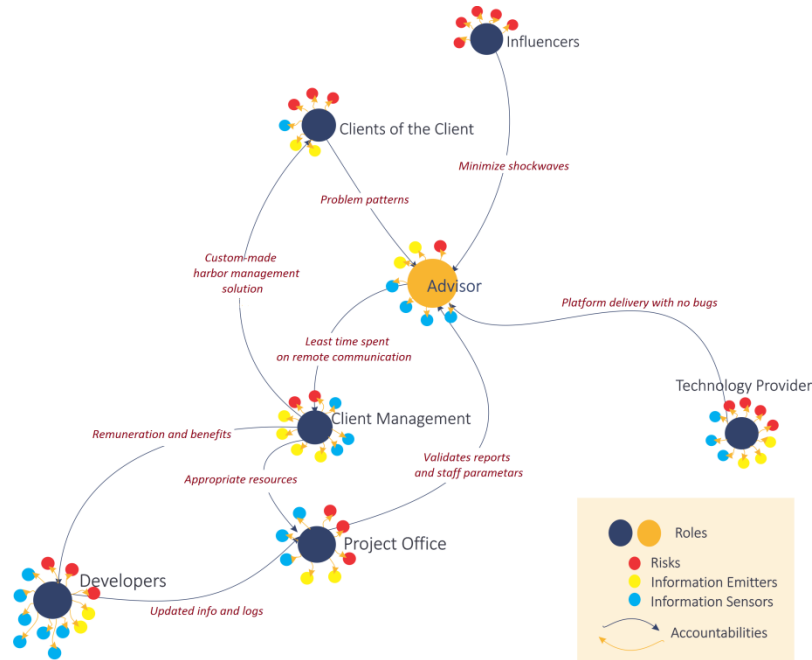 Influencers
Clients of the Client
Minimize shockwaves
Problem patterns
Custom-made
harbor management
solution
Advisor
Platform delivery with no bugs
Least time spent
on remote communication
Technology Provider
Client Management
Remuneration and benefits
Validates reports
and staff parametars
Appropriate resources
Project Office
Developers
Updated info and logs
Roles
Risks
Information Emitters
Information Sensors
Accountabilities